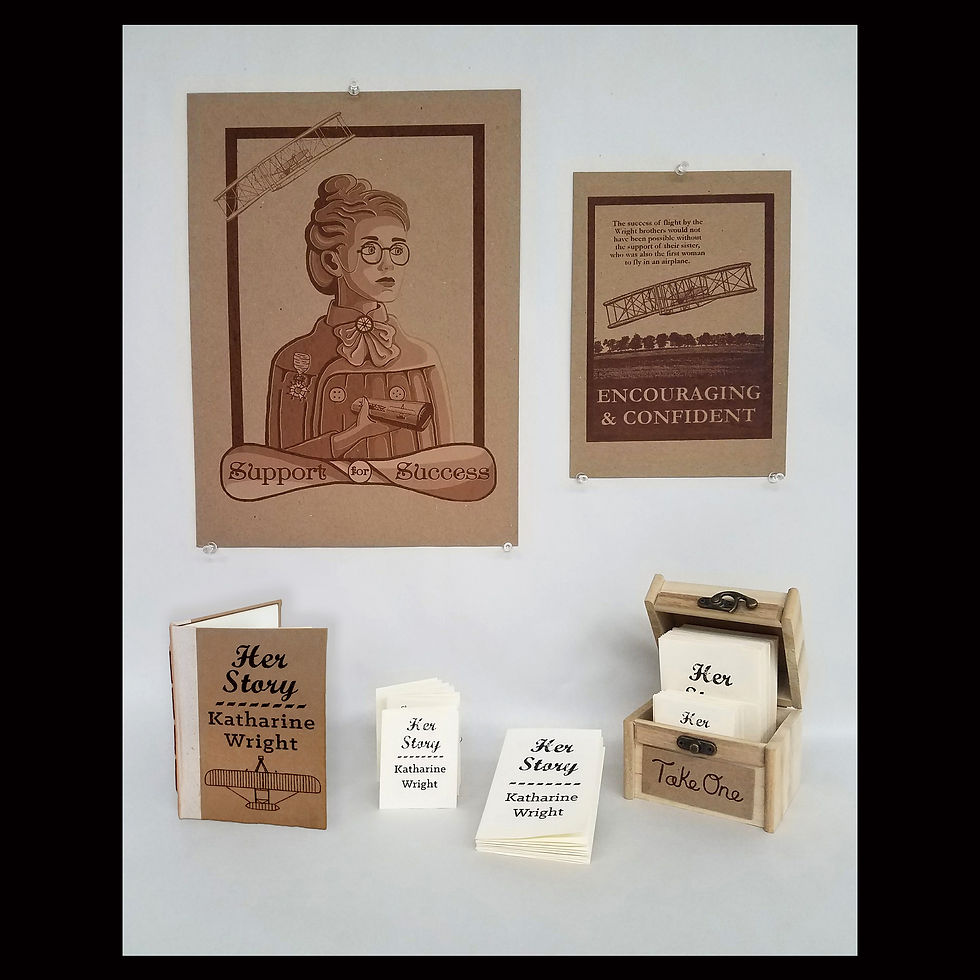 Support for Success
The success of flight by the
Wright brothers would not
have been possible without
the support of their sister,
who was also the first woman
to fly in an airplane.
ENCOURAGING
& CONFIDENT
Her
Story
Katharine
Wright
Her
Story
Katharine
Wright
Her
Story
Katharine
Wright
Her
Her
Take One